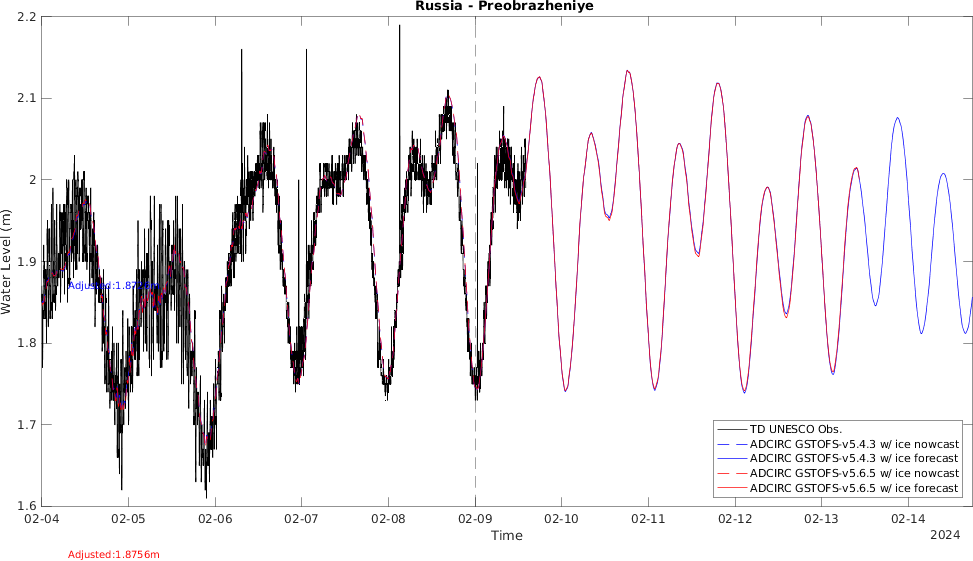 Russia - Preobrazheniye
2.2
2.1
2
1.9
1.8
1.7
1.6
Water Level (m)
02-04
02-05
02-06
02-07
02-08
02-09
02-10
02-11
02-12
02-13
02-14
Time
2024
TD UNESCO Obs.
ADCIRC GSTOFS-v5.4.3 w/ ice nowcast
ADCIRC GSTOFS-v5.4.3 w/ ice forecast
ADCIRC GSTOFS-v5.6.5 w/ ice nowcast
ADCIRC GSTOFS-v5.6.5 w/ ice forecast
Adjusted:1.8756m